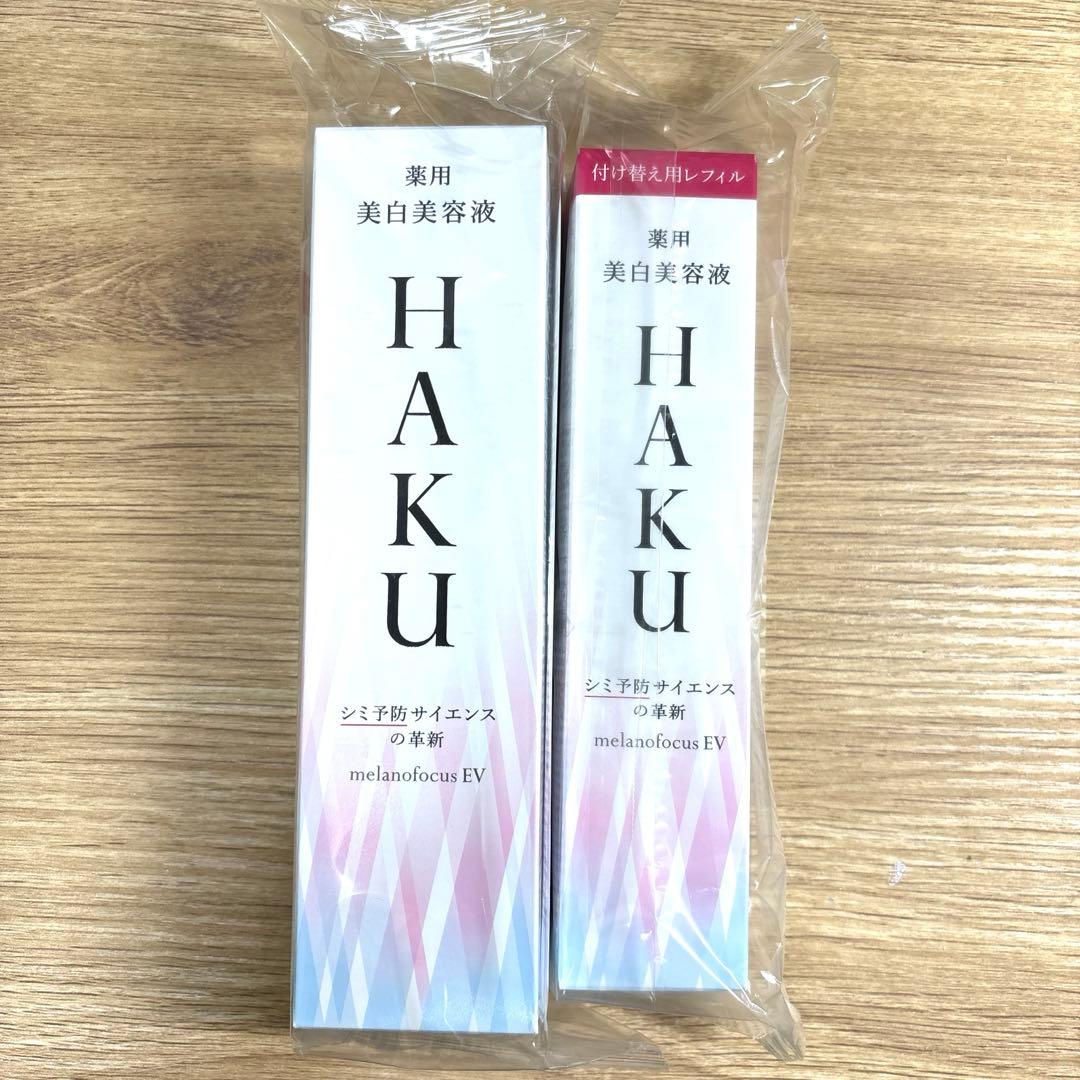 薬用
美白美容液
HAKU
シミ予防サイエンス
の革新
melanofocus EV
付け替え用レフィル
薬用
美白美容液
HAKU
シミ予防サイエンス
の革新
melanofocus EV